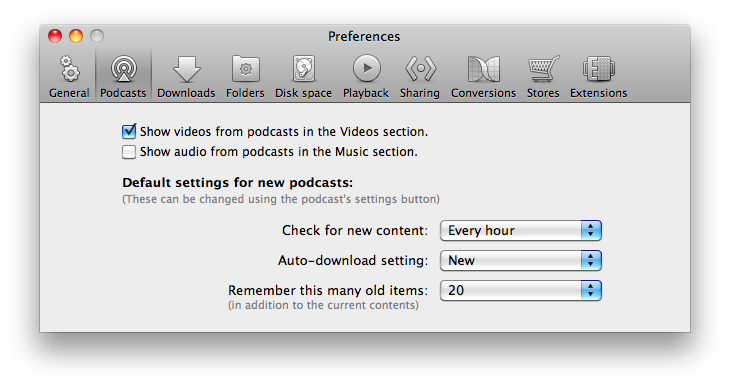 Preferences
General Podcasts Downloads Folders Disk space Playback Sharing Conversions Stores Extensions
Show videos from podcasts in the Videos section.
Show audio from podcasts in the Music section.
Default settings for new podcasts:
(These can be changed using the podcast's settings button)
Check for new content: Every hour
Auto-download setting: New
Remember this many old items: 20
(in addition to the current contents)